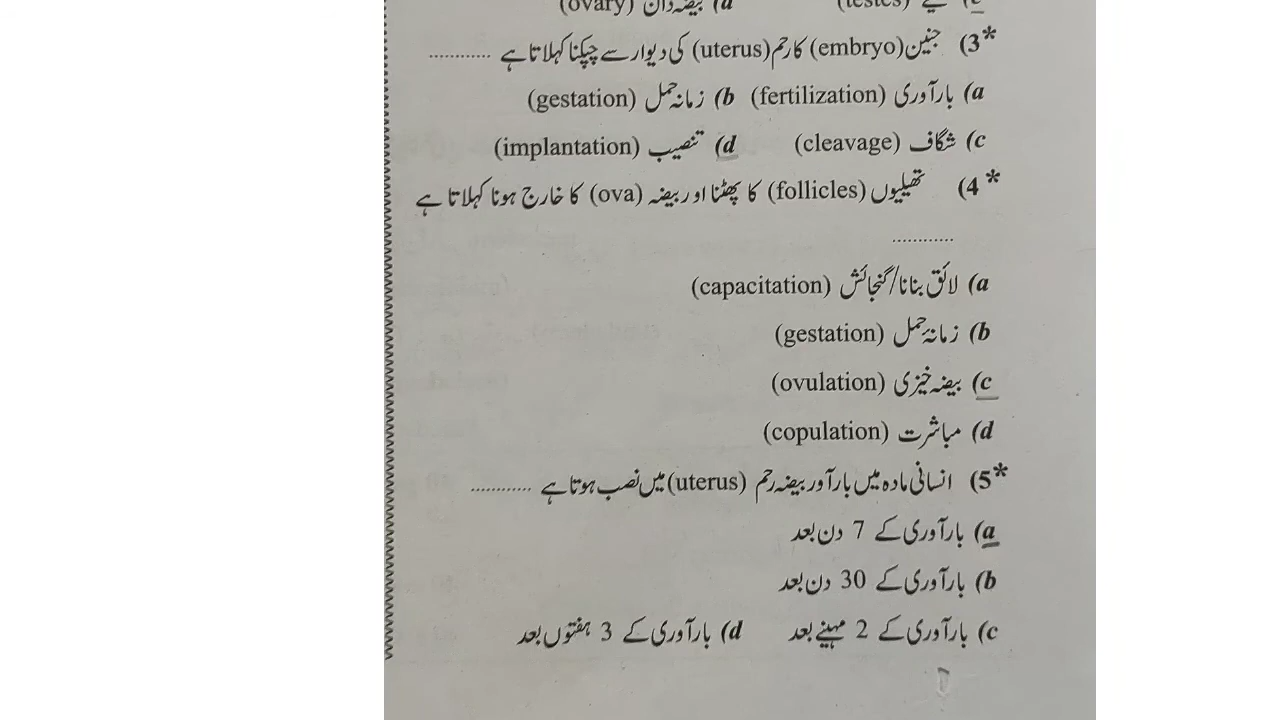 c) ٹیے (testes) d) بیضہ دان (ovary)
*3) جنین (embryo) کا رحم (uterus) کی دیوار سے چپکنا کہلاتا ہے ............
a) بارآوری (fertilization) b) زمانہ حمل (gestation)
c) شگاف (cleavage) d) تنصیب (implantation)
*4) تھیلیوں (follicles) کا پھٹنا اور بیضہ (ova) کا خارج ہونا کہلاتا ہے
............
a) لائق بنانا/گنجائش (capacitation)
b) زمانۂ حمل (gestation)
c) بیضہ خیزی (ovulation)
d) مباشرت (copulation)
*5) انسانی مادہ میں بارآور بیضہ رحم (uterus) میں نصب ہوتا ہے ............
a) بارآوری کے 7 دن بعد
b) بارآوری کے 30 دن بعد
c) بارآوری کے 2 مہینے بعد d) بارآوری کے 3 ہفتوں بعد